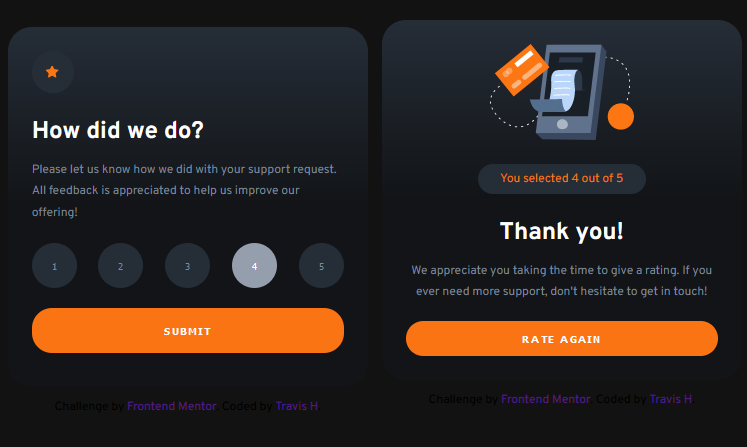 How did we do?
Please let us know how we did with your support request.
All feedback is appreciated to help us improve our
offering!
1 2 3 4 5
SUBMIT
Challenge by Frontend Mentor. Coded by Travis H
You selected 4 out of 5
Thank you!
We appreciate you taking the time to give a rating. If you
ever need more support, don't hesitate to get in touch!
RATE AGAIN
Challenge by Frontend Mentor. Coded by Travis H